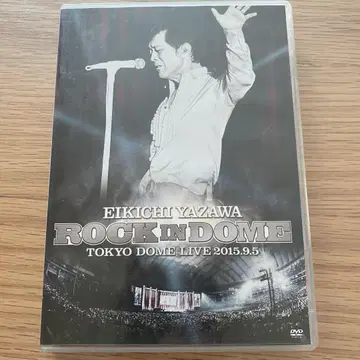 EIKICHI YAZAWA
ROCK IN DOME
TOKYO DOME LIVE 2015.9.5
DVD